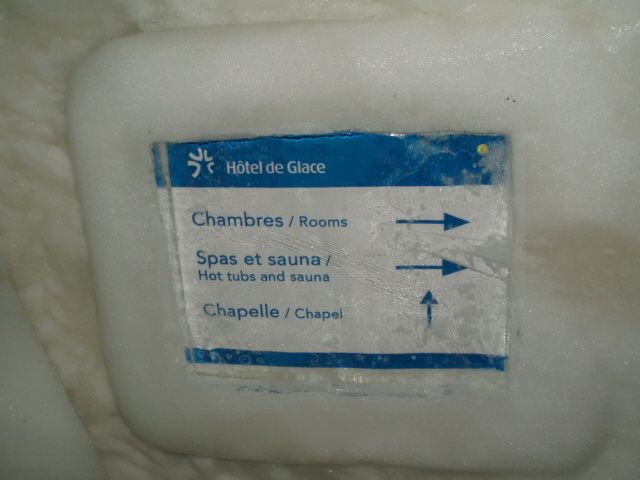 Hôtel de Glace
Chambres / Rooms
Spas et sauna /
Hot tubs and sauna
Chapelle / Chapel